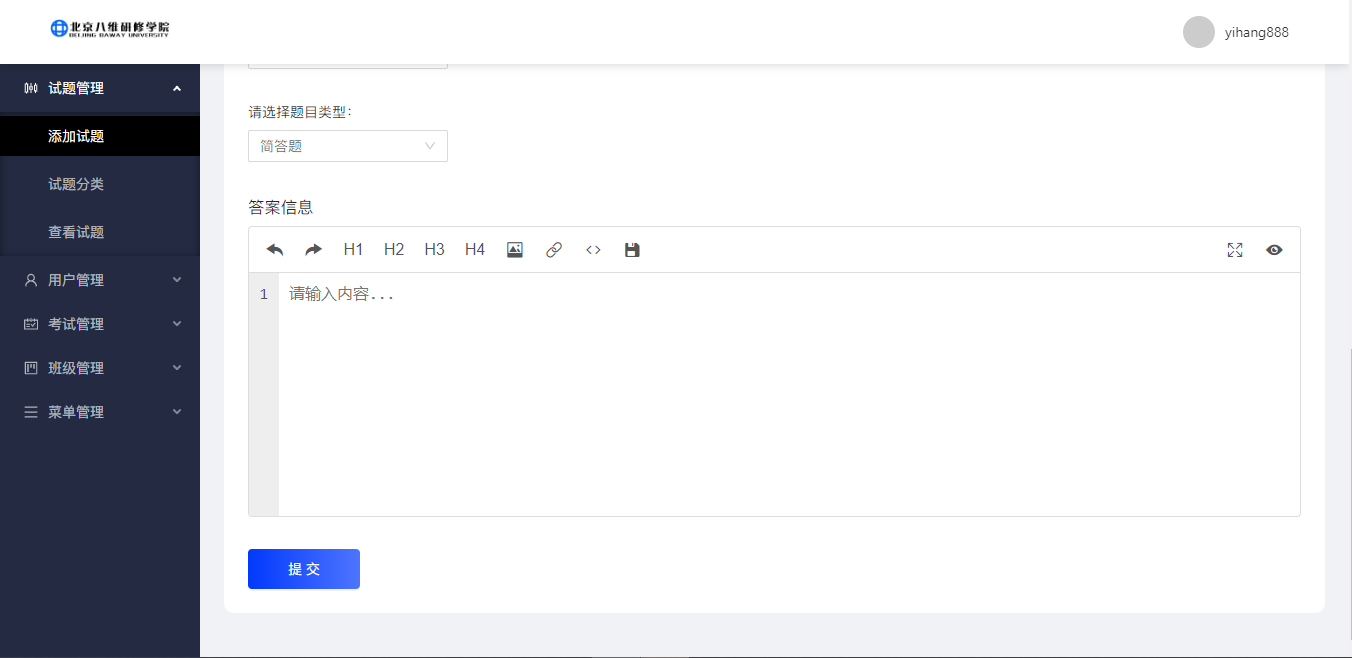 北京八维研修学院
BEIJING BAWAY UNIVERSITY
yihang888
试题管理
添加试题
试题分类
查看试题
用户管理
考试管理
班级管理
菜单管理
请选择题目类型:
简答题
答案信息
H1 H2 H3 H4
1 请输入内容...
提 交